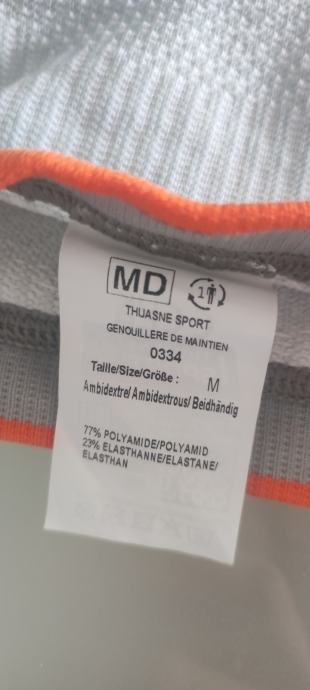 MD 1
THUASNE SPORT
GENOUILLERE DE MAINTIEN
0334
Taille/Size/Größe : M
Ambidextre/ Ambidextrous/ Beidhändig
77% POLYAMIDE/POLYAMID
23% ELASTHANNE/ELASTANE/
ELASTHAN